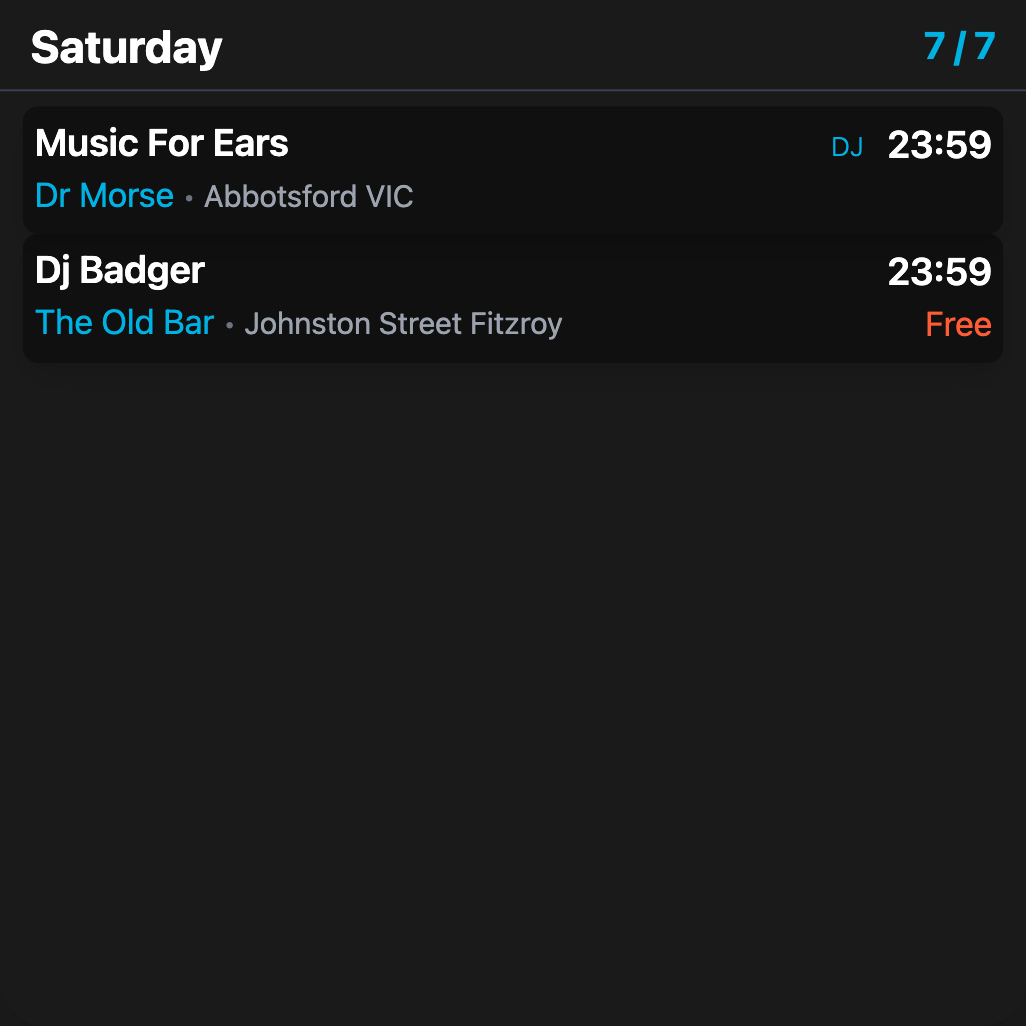 Saturday 7 / 7
Music For Ears DJ 23:59
Dr Morse • Abbotsford VIC
Dj Badger 23:59
The Old Bar • Johnston Street Fitzroy Free